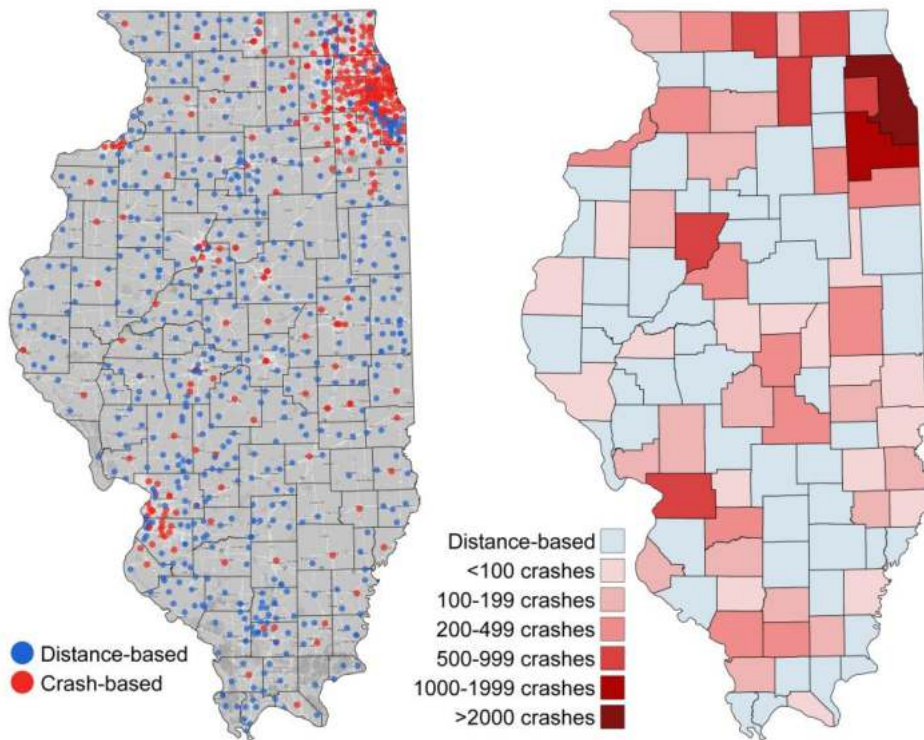 Distance-based
Crash-based
Distance-based
<100 crashes
100-199 crashes
200-499 crashes
500-999 crashes
1000-1999 crashes
>2000 crashes